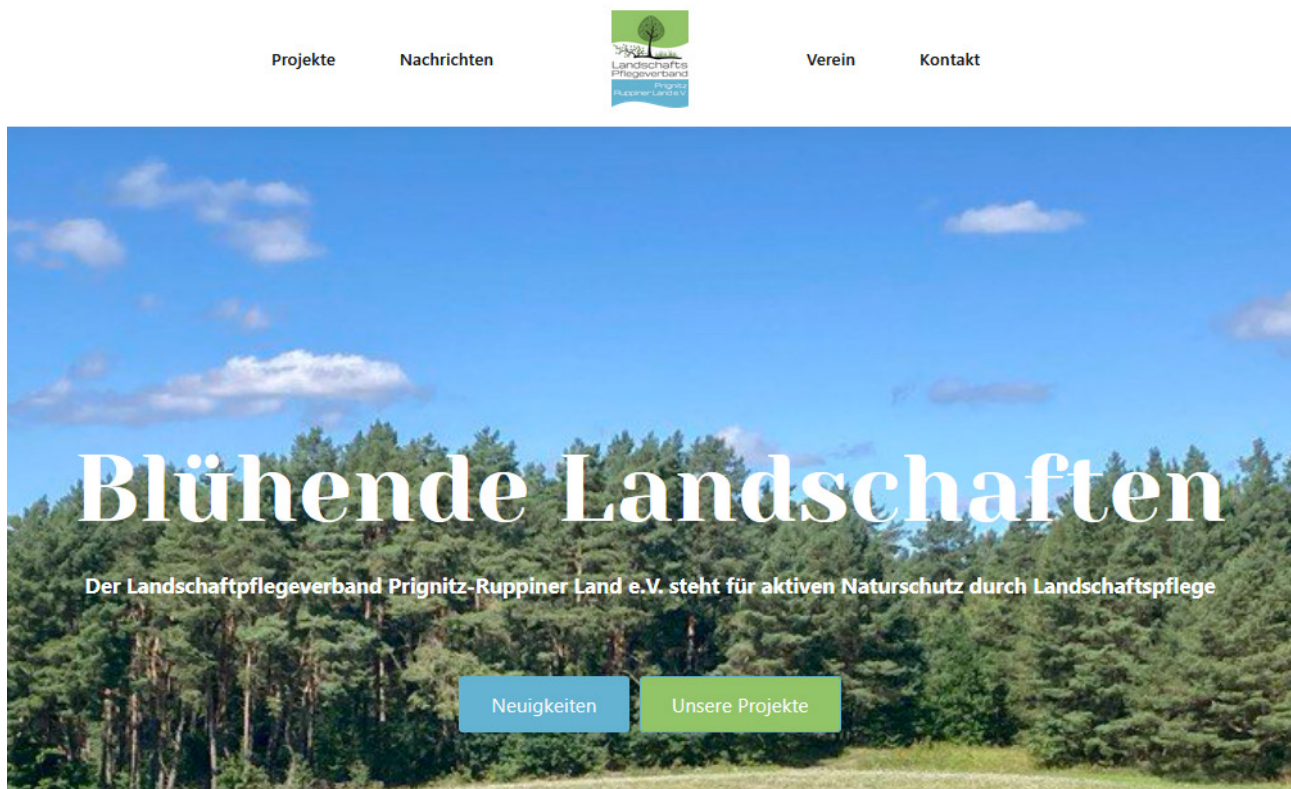 Projekte
Nachrichten
Landschafts
Pflegeverband
Prignitz
Ruppiner Land e.V.
Verein
Kontakt
Blühende Landschaften
Der Landschaftpflegeverband Prignitz-Ruppiner Land e.V. steht für aktiven Naturschutz durch Landschaftspflege
Neuigkeiten
Unsere Projekte